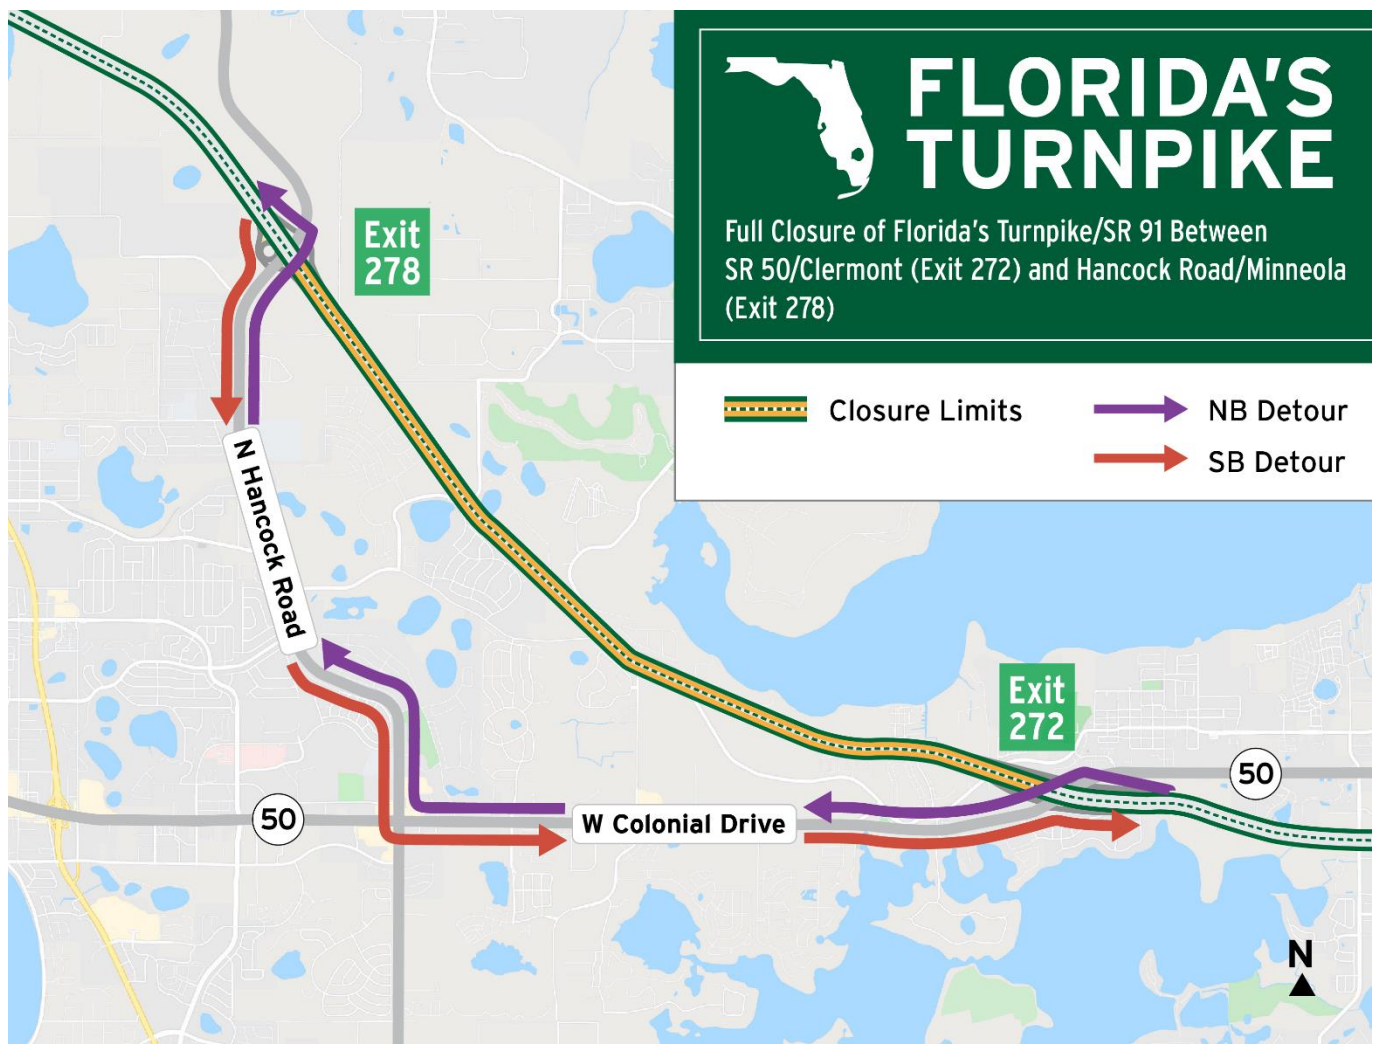 FLORIDA'S
TURNPIKE
Full Closure of Florida's Turnpike/SR 91 Between
SR 50/Clermont (Exit 272) and Hancock Road/Minneola
(Exit 278)
Closure Limits
NB Detour
SB Detour
Exit
278
N Hancock Road
Exit
272
50
50
W Colonial Drive
N